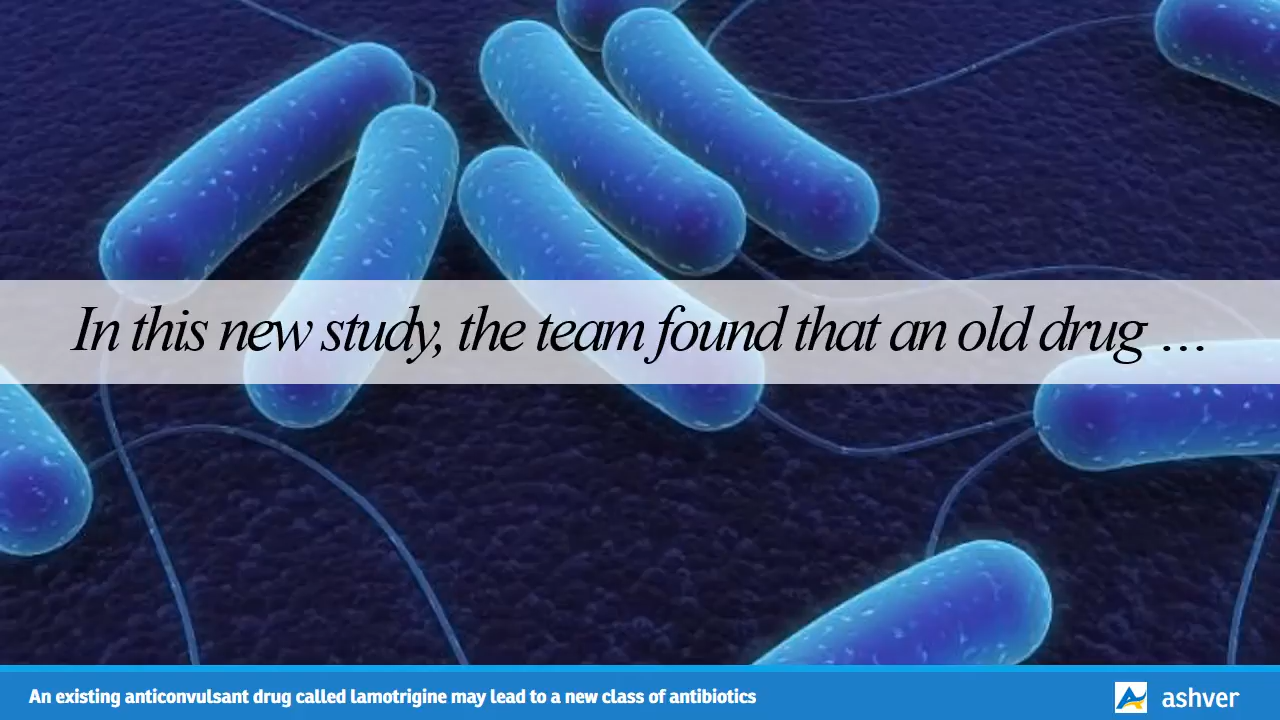 In this new study, the team found that an old drug …
An existing anticonvulsant drug called lamotrigine may lead to a new class of antibiotics
ashver